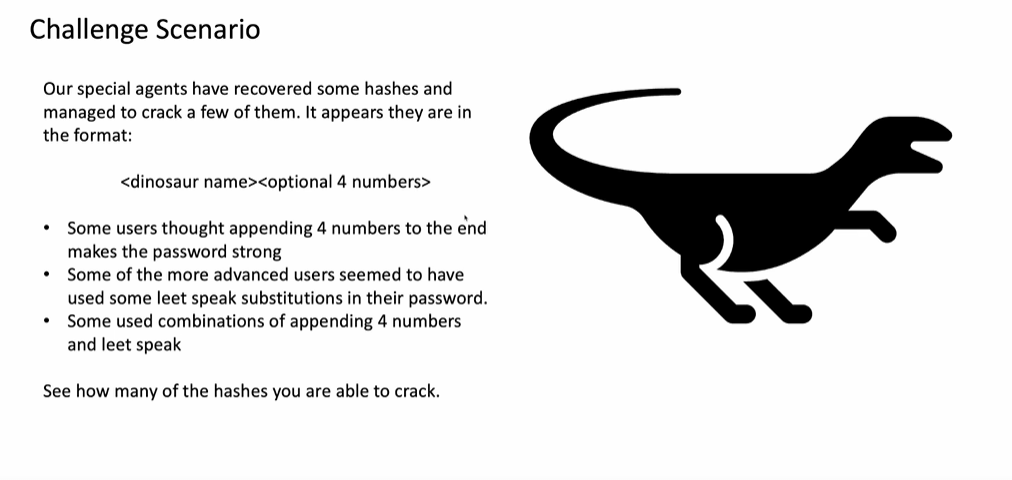 Challenge Scenario
Our special agents have recovered some hashes and
managed to crack a few of them. It appears they are in
the format:
<dinosaur name><optional 4 numbers>
• Some users thought appending 4 numbers to the end
makes the password strong
• Some of the more advanced users seemed to have
used some leet speak substitutions in their password.
• Some used combinations of appending 4 numbers
and leet speak
See how many of the hashes you are able to crack.